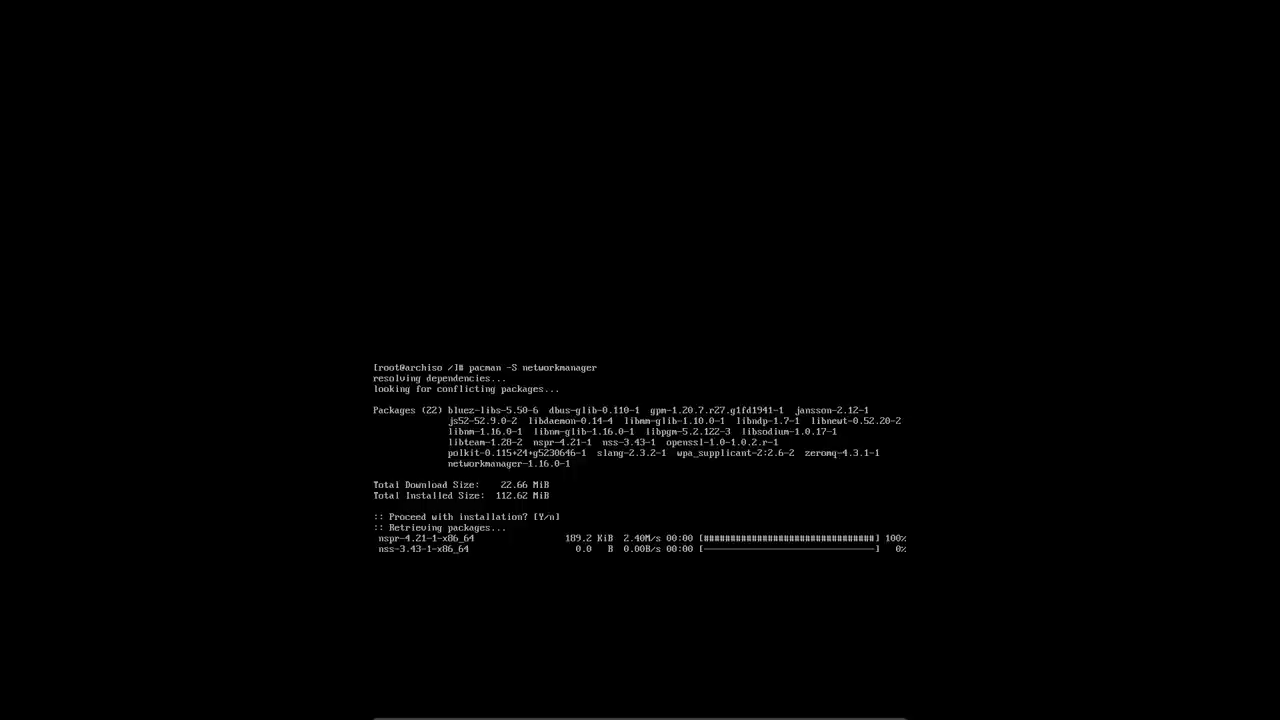 [root@archiso /]# pacman -S networkmanager
resolving dependencies...
looking for conflicting packages...
Packages (22) bluez-libs-5.50-6  dbus-glib-0.110-1  gpm-1.20.7.r27.g1fd1941-1  jansson-2.12-1
js52-52.9.0-2  libdaemon-0.14-4  libmm-glib-1.10.0-1  libndp-1.7-1  libnewt-0.52.20-2
libnm-1.16.0-1  libnm-glib-1.16.0-1  libpgm-5.2.122-3  libsodium-1.0.17-1
libteam-1.28-2  nspr-4.21-1  nss-3.43-1  openssl-1.0-1.0.2.r-1
polkit-0.115+24+g5230646-1  slang-2.3.2-1  wpa_supplicant-2:2.6-2  zeromq-4.3.1-1
networkmanager-1.16.0-1
Total Download Size:    22.66 MiB
Total Installed Size:  112.62 MiB
:: Proceed with installation? [Y/n]
:: Retrieving packages...
nspr-4.21-1-x86_64                 189.2 KiB  2.40M/s 00:00 [################################] 100%
nss-3.43-1-x86_64                    0.0   B  0.00B/s 00:00 [--------------------------------]   0%